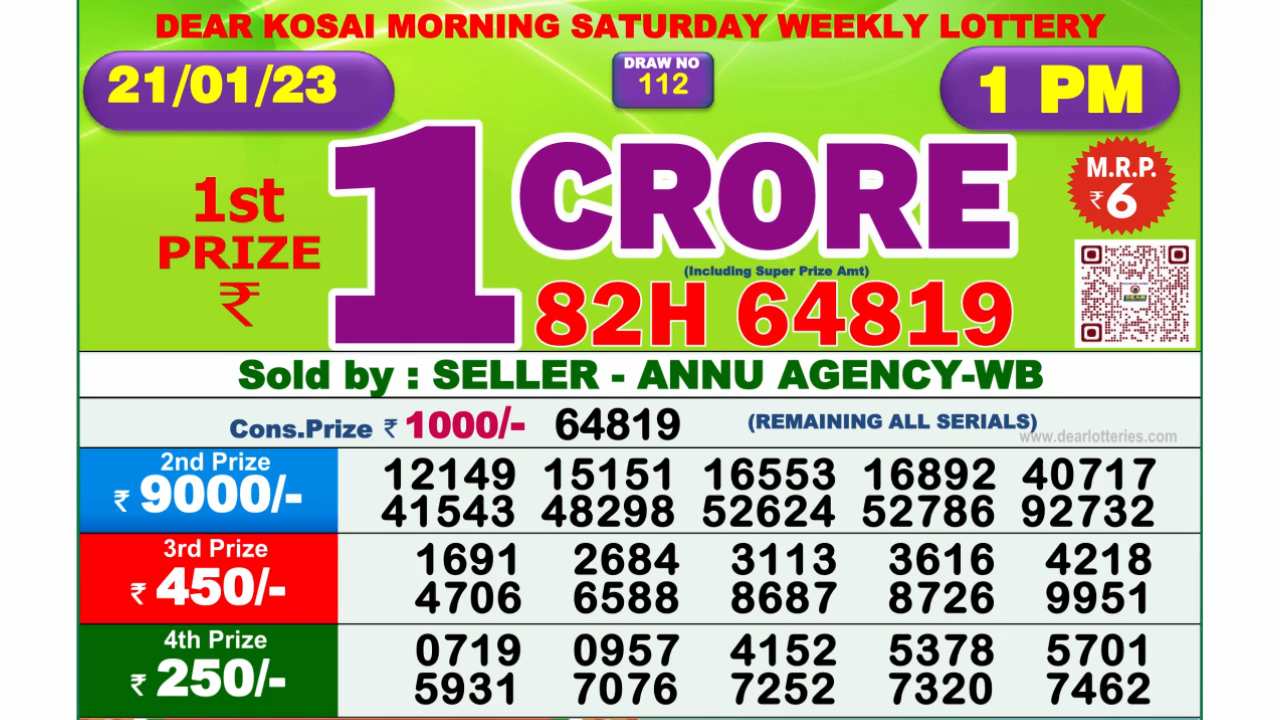 DEAR KOSAI MORNING SATURDAY WEEKLY LOTTERY
21/01/23
DRAW NO
112
1 PM
1st
PRIZE
₹
1 CRORE
M.R.P.
₹6
(Including Super Prize Amt)
82H 64819
Sold by : SELLER - ANNU AGENCY-WB
Cons.Prize ₹ 1000/- 64819 (REMAINING ALL SERIALS)
www.dearlotteries.com
2nd Prize
₹ 9000/-
12149 15151 16553 16892 40717
41543 48298 52624 52786 92732
3rd Prize
₹ 450/-
1691 2684 3113 3616 4218
4706 6588 8687 8726 9951
4th Prize
₹ 250/-
0719 0957 4152 5378 5701
5931 7076 7252 7320 7462